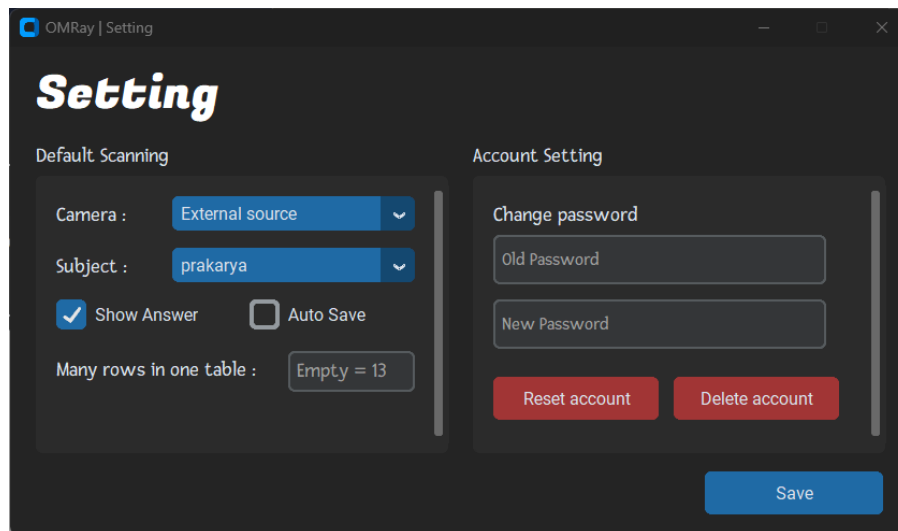 OMRay | Setting
Setting
Default Scanning
Camera : External source
Subject : prakarya
Show Answer Auto Save
Many rows in one table : Empty = 13
Account Setting
Change password
Old Password
New Password
Reset account Delete account
Save